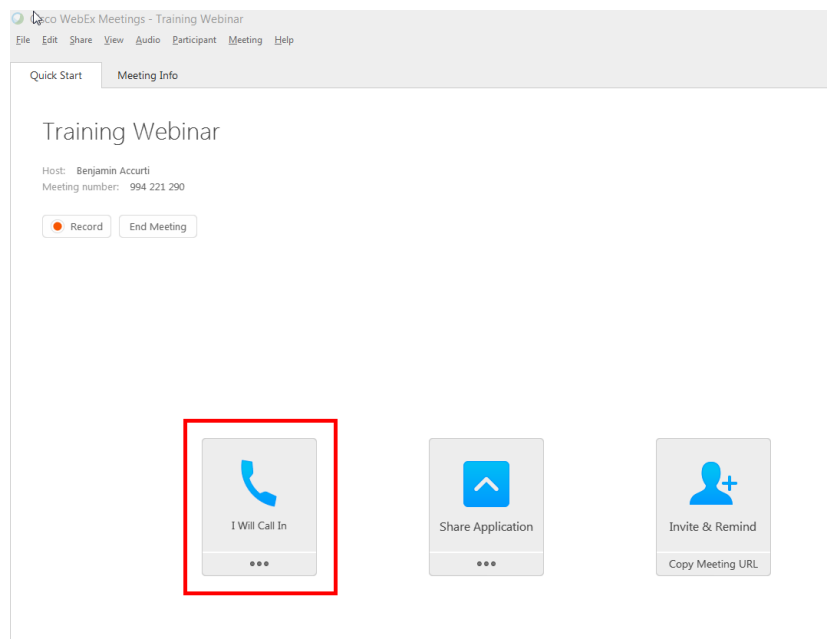 Cisco WebEx Meetings - Training Webinar
File Edit Share View Audio Participant Meeting Help
Quick Start Meeting Info
Training Webinar
Host: Benjamin Accurti
Meeting number: 994 221 290
Record End Meeting
I Will Call In Share Application Invite & Remind
Copy Meeting URL